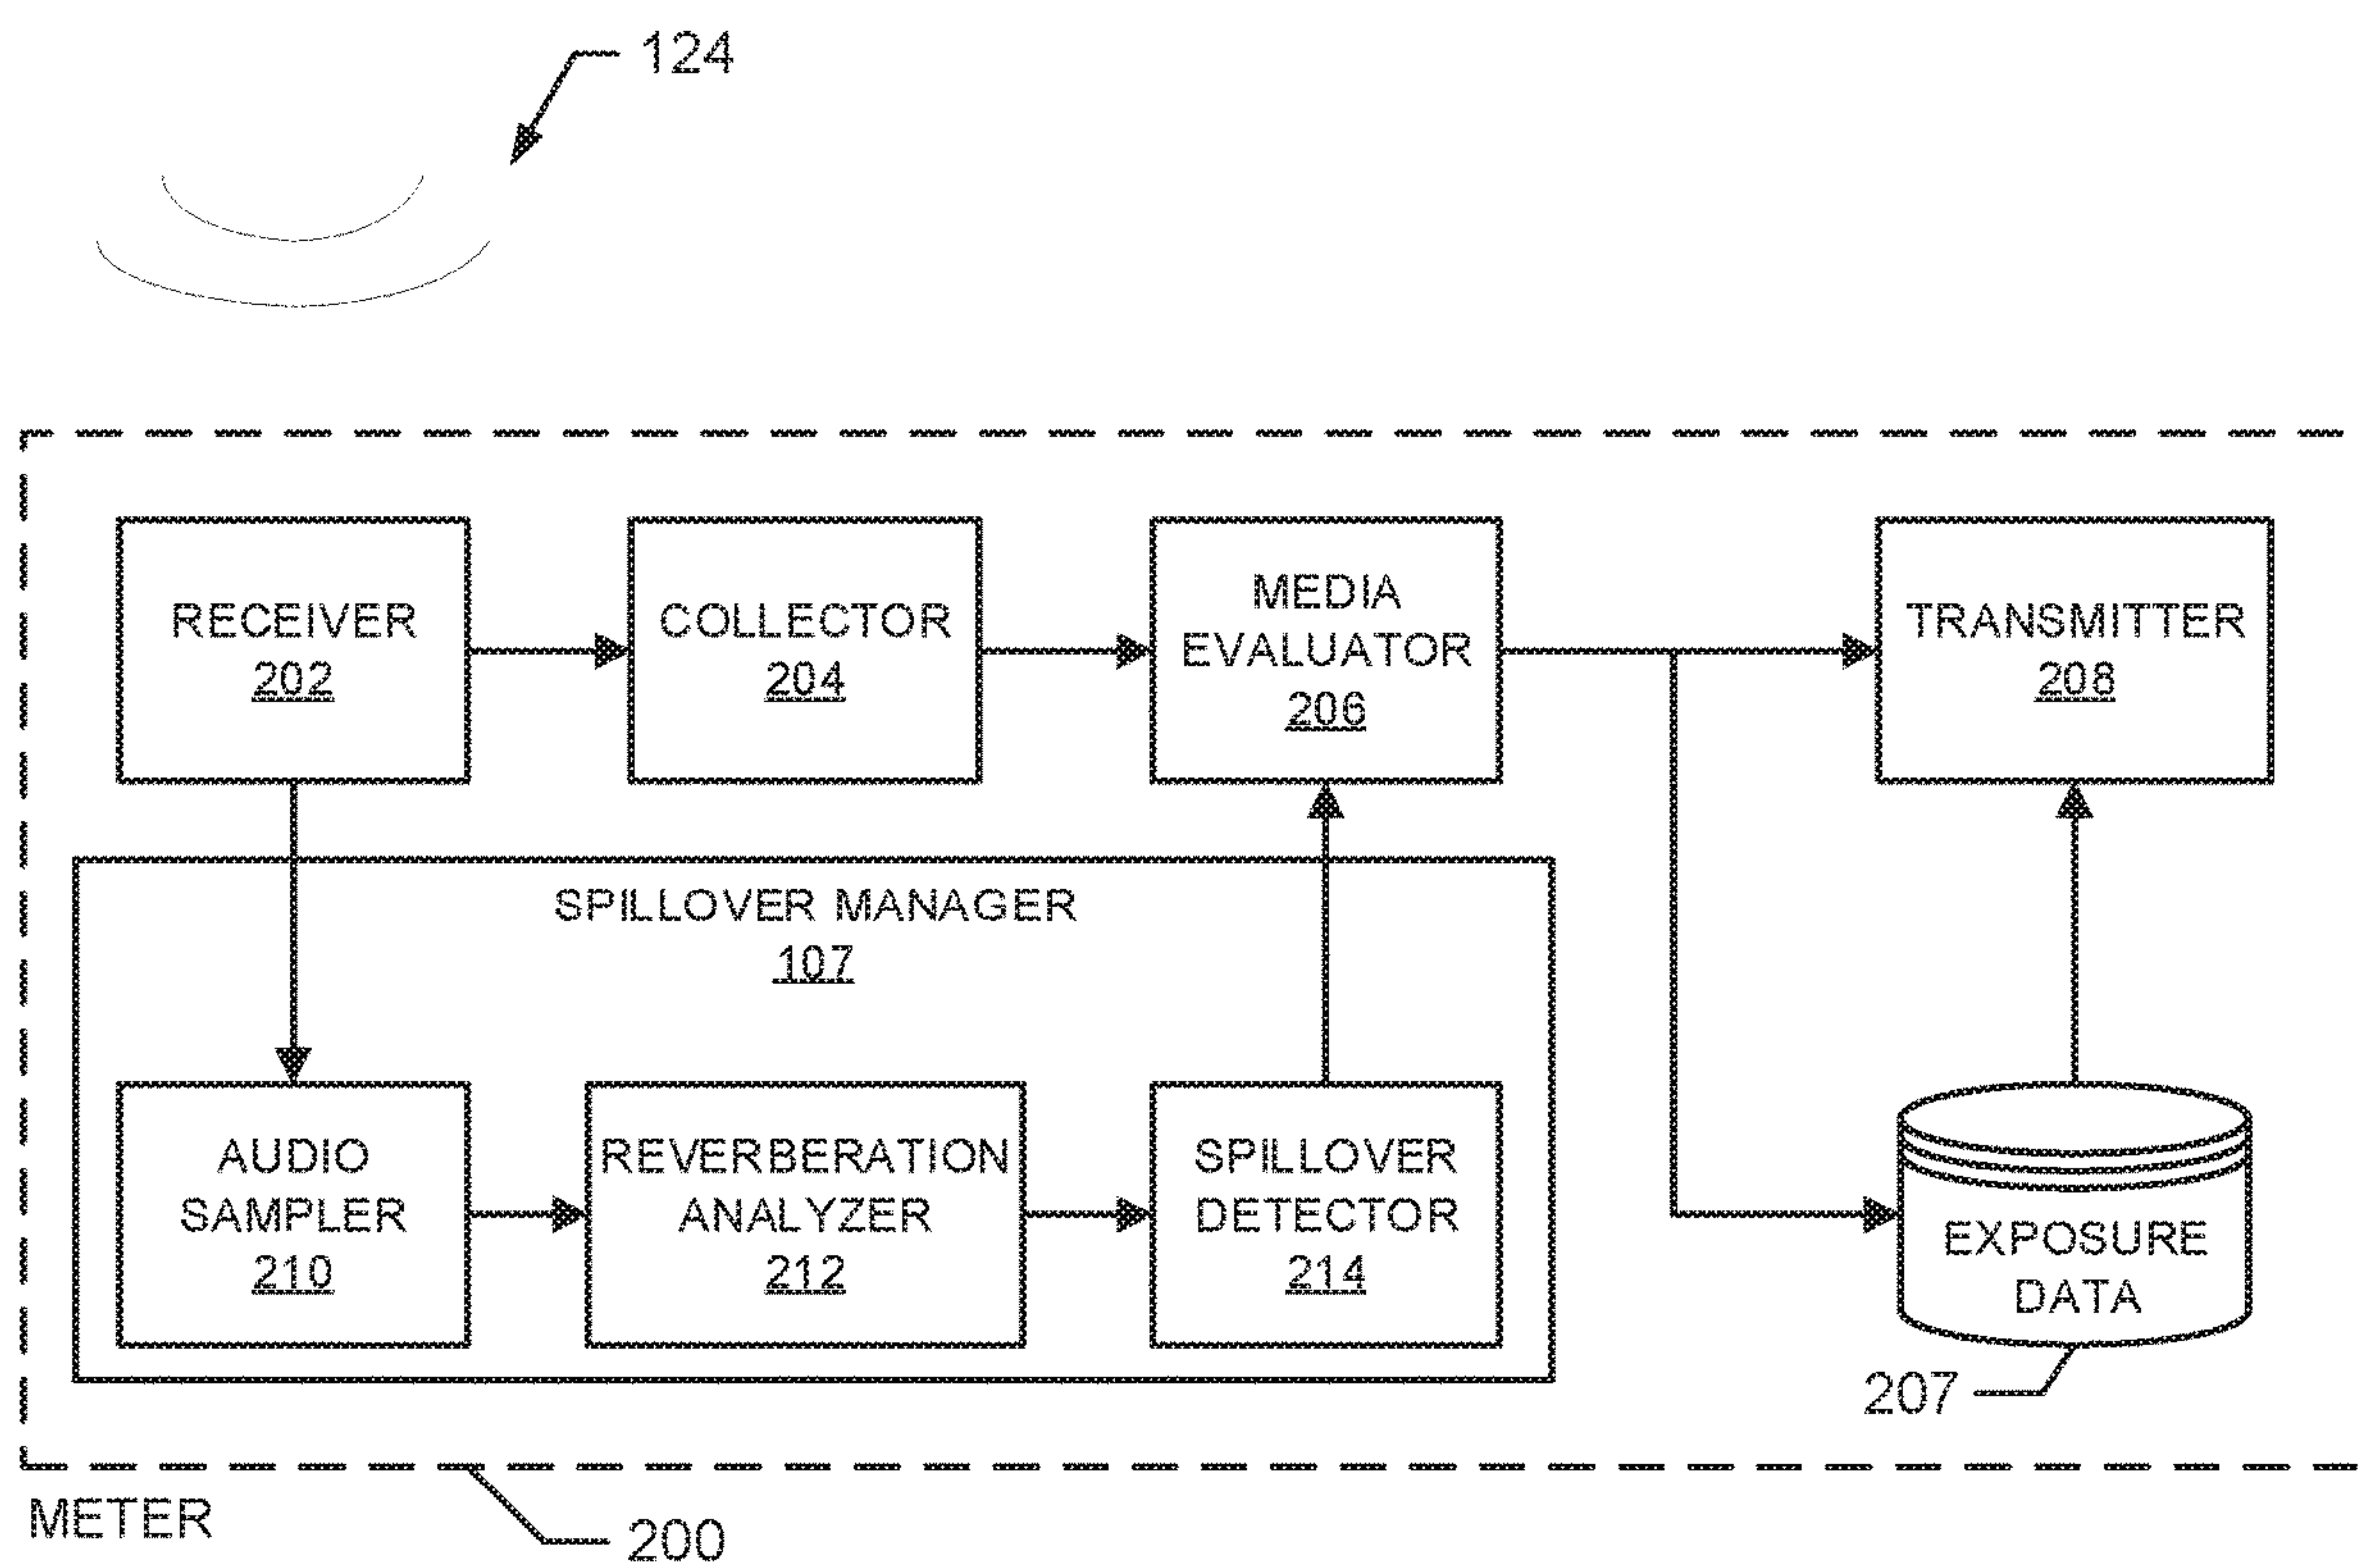 124
RECEIVER
202
COLLECTOR
204
MEDIA
EVALUATOR
206
TRANSMITTER
208
SPILLOVER MANAGER
107
AUDIO
SAMPLER
210
REVERBERATION
ANALYZER
212
SPILLOVER
DETECTOR
214
EXPOSURE
DATA
207
METER
200